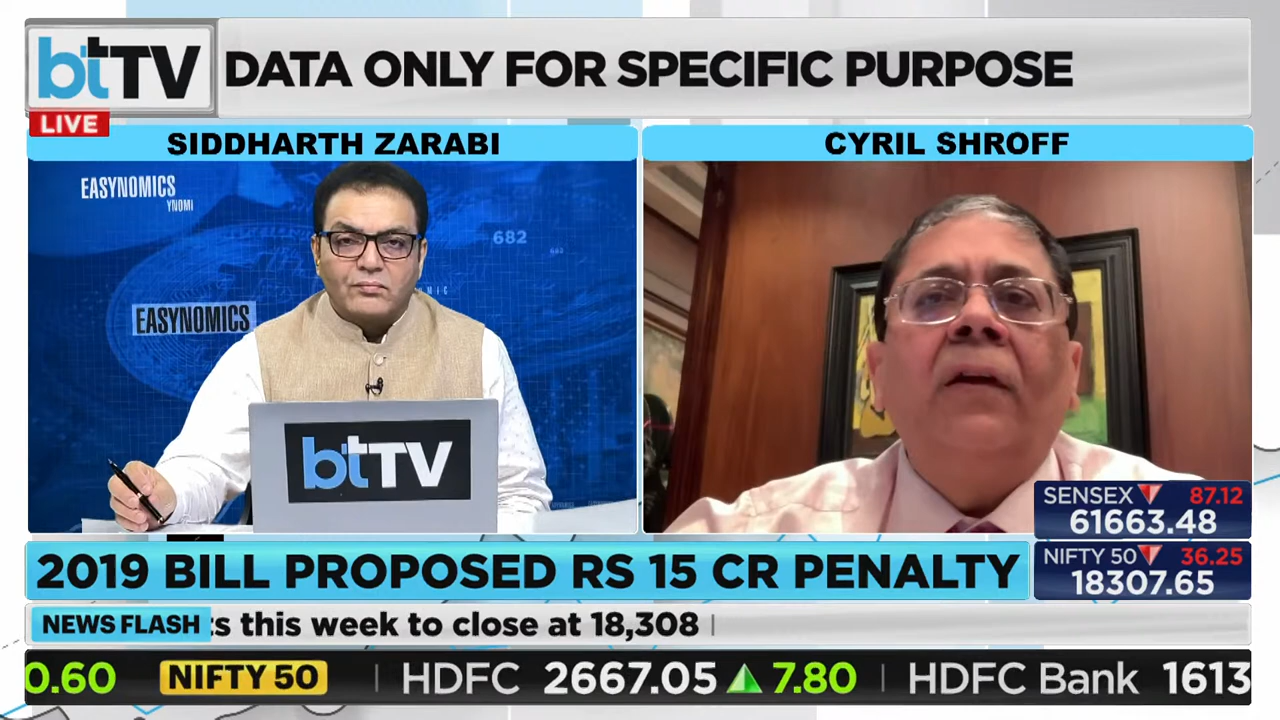 btTV
DATA ONLY FOR SPECIFIC PURPOSE
LIVE
SIDDHARTH ZARABI
CYRIL SHROFF
EASYNOMICS
YNOMI
682
682
EASYNOMICS
btTV
SENSEX 87.12
61663.48
2019 BILL PROPOSED RS 15 CR PENALTY
NIFTY 50 36.25
18307.65
NEWS FLASH s this week to close at 18,308
0.60 NIFTY 50 HDFC 2667.05 7.80 HDFC Bank 1613